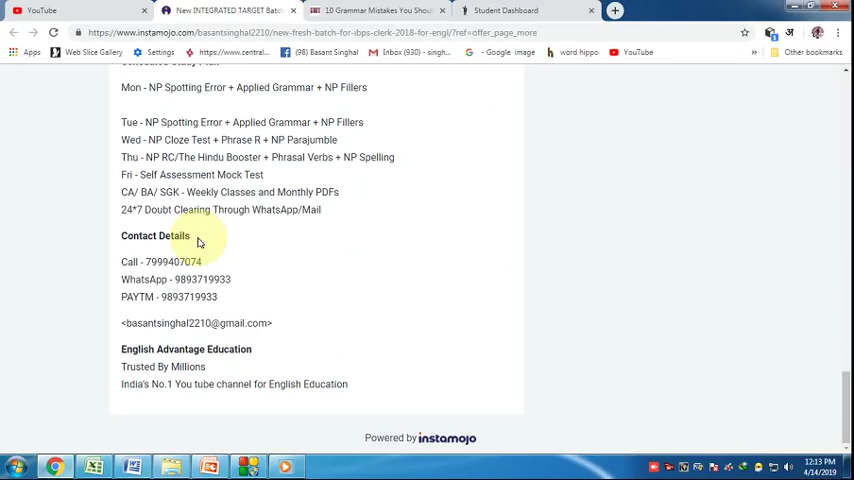 YouTube
New INTEGRATED TARGET Batch
10 Grammar Mistakes You Shou
Student Dashboard
https://www.instamojo.com/basantsinghal2210/new-fresh-batch-for-ibps-clerk-2018-for-engl/?ref=offer_page_more
Apps
Web Slice Gallery
Settings
https://www.central...
(98) Basant Singhal
Inbox (930) - singh...
- Google image
word hippo
YouTube
Other bookmarks
Scheduled Study Plan
Mon - NP Spotting Error + Applied Grammar + NP Fillers
Tue - NP Spotting Error + Applied Grammar + NP Fillers
Wed - NP Cloze Test + Phrase R + NP Parajumble
Thu - NP RC/The Hindu Booster + Phrasal Verbs + NP Spelling
Fri - Self Assessment Mock Test
CA/ BA/ SGK - Weekly Classes and Monthly PDFs
24*7 Doubt Clearing Through WhatsApp/Mail
Contact Details
Call - 7999407074
WhatsApp - 9893719933
PAYTM - 9893719933
<basantsinghal2210@gmail.com>
English Advantage Education
Trusted By Millions
India's No.1 You tube channel for English Education
Powered by instamojo
12:13 PM
4/14/2019